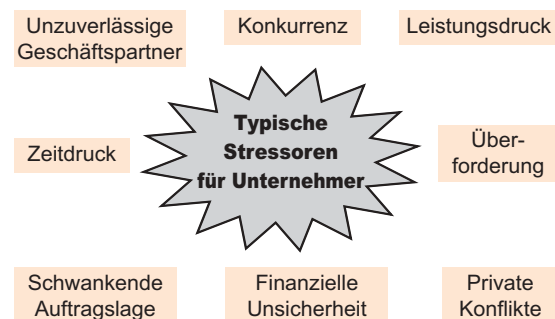 Unzuverlässige
Geschäftspartner
Konkurrenz
Leistungsdruck
Typische
Stressoren
für Unternehmer
Zeitdruck
Über-
forderung
Schwankende
Auftragslage
Finanzielle
Unsicherheit
Private
Konflikte